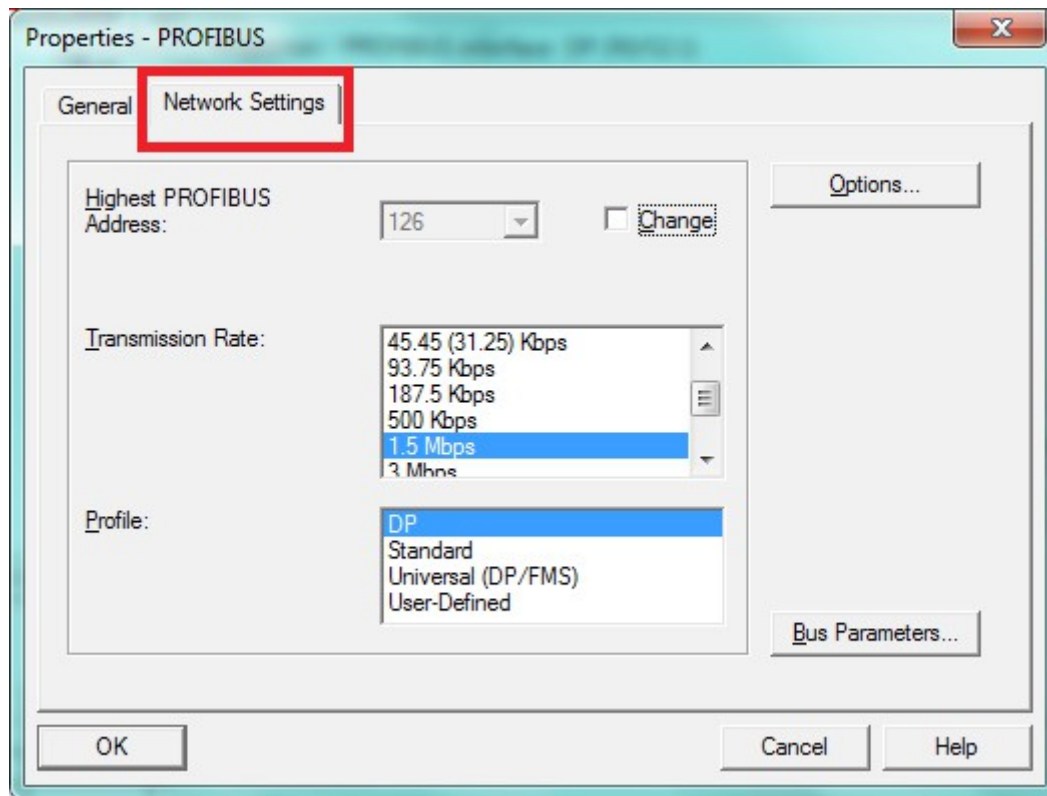 Properties - PROFIBUS
General
Network Settings
Highest PROFIBUS
Address:
126
Change
Options...
Transmission Rate:
45.45 (31.25) Kbps
93.75 Kbps
187.5 Kbps
500 Kbps
1.5 Mbps
3 Mbps
Profile:
DP
Standard
Universal (DP/FMS)
User-Defined
Bus Parameters...
OK
Cancel
Help